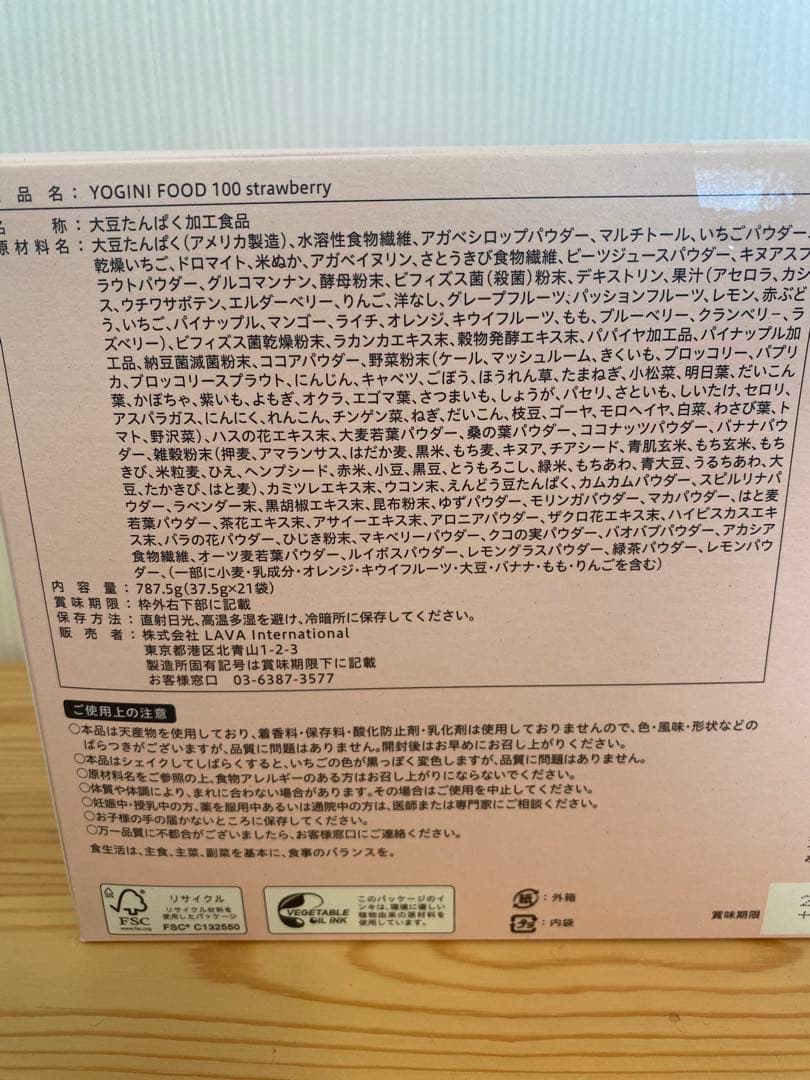 品 名： YOGINI FOOD 100 strawberry
称：大豆たんぱく加工食品
原材料名：大豆たんぱく（アメリカ製造）、水溶性食物繊維、アガベシロップパウダー、マルチトール、いちごパウダー、
乾燥いちご、ドロマイト、米ぬか、アガベイヌリン、さとうきび食物繊維、ビーツジュースパウダー、キヌアスプ
ラウトパウダー、グルコマンナン、酵母粉末、ビフィズス菌（殺菌）粉末、デキストリン、果汁（アセロラ、カシ
ス、ウチワサボテン、エルダーベリー、りんご、洋なし、グレープフルーツ、パッションフルーツ、レモン、赤ぶど
う、いちご、パイナップル、マンゴー、ライチ、オレンジ、キウイフルーツ、もも、ブルーベリー、クランベリー、ラ
ズベリー）、ビフィズス菌乾燥粉末、ラカンカエキス末、穀物発酵エキス末、パパイヤ加工品、パイナップル加
工品、納豆菌滅菌粉末、ココアパウダー、野菜粉末（ケール、マッシュルーム、きくいも、ブロッコリー、パプリ
カ、ブロッコリースプラウト、にんじん、キャベツ、ごぼう、ほうれん草、たまねぎ、小松菜、明日葉、だいこん
葉、かぼちゃ、紫いも、よもぎ、オクラ、エゴマ葉、さつまいも、しょうが、パセリ、さといも、しいたけ、セロリ、
アスパラガス、にんにく、れんこん、チンゲン菜、ねぎ、だいこん、枝豆、ゴーヤ、モロヘイヤ、白菜、わさび葉、ト
マト、野沢菜）、ハスの花エキス末、大麦若葉パウダー、桑の葉パウダー、ココナッツパウダー、バナナパウ
ダー、雑穀粉末（押麦、アマランサス、はだか麦、黒米、もち麦、キヌア、チアシード、青肌玄米、もち玄米、もち
きび、米粒麦、ひえ、ヘンプシード、赤米、小豆、黒豆、とうもろこし、緑米、もちあわ、青大豆、うるちあわ、大
豆、たかきび、はと麦）、カミツレエキス末、ウコン末、えんどう豆たんぱく、カムカムパウダー、スピルリナパ
ウダー、ラベンダー末、黒胡椒エキス末、昆布粉末、ゆずパウダー、モリンガパウダー、マカパウダー、はと麦
若葉パウダー、茶花エキス末、アサイーエキス末、アロニアパウダー、ザクロ花エキス末、ハイビスカスエキ
ス末、バラの花パウダー、ひじき粉末、マキベリーパウダー、クコの実パウダー、バオバブパウダー、アカシア
食物繊維、オーツ麦若葉パウダー、ルイボスパウダー、レモングラスパウダー、緑茶パウダー、レモンパウ
ダー、（一部に小麦・乳成分・オレンジ・キウイフルーツ・大豆・バナナ・もも・りんごを含む）
内 容 量：787.5g（37.5g×21袋）
賞味期限：枠外右下部に記載
保存方法：直射日光、高温多湿を避け、冷暗所に保存してください。
販 売 者：株式会社 LAVA International
東京都港区北青山1-2-3
製造所固有記号は賞味期限下に記載
お客様窓口 03-6387-3577
ご使用上の注意
○本品は天産物を使用しており、着香料・保存料・酸化防止剤・乳化剤は使用しておりませんので、色・風味・形状などの
ばらつきがございますが、品質に問題はありません。開封後はお早めにお召し上がりください。
○本品はシェイクしてしばらくすると、いちごの色が黒っぽく変色しますが、品質に問題はありません。
○原材料名をご参照の上、食物アレルギーのある方はお召し上がりにならないでください。
○体質や体調により、まれに合わない場合があります。その場合はご使用を中止してください。
○妊娠中・授乳中の方、薬を服用中あるいは通院中の方は、医師または専門家にご相談ください。
○お子様の手の届かないところに保存してください。
○万一品質に不都合がございましたら、お客様窓口にご連絡ください。
食生活は、主食、主菜、副菜を基本に、食事のバランスを。
FSC
www.fsc.org
リサイクル
リサイクル材料を
使用したパッケージ
FSC® C132550
VEGETABLE
OIL INK
このパッケージのイ
ンキは、環境に優しい
植物由来の原材料を
使用しています。
紙：外箱
プラ：内袋
賞味期限